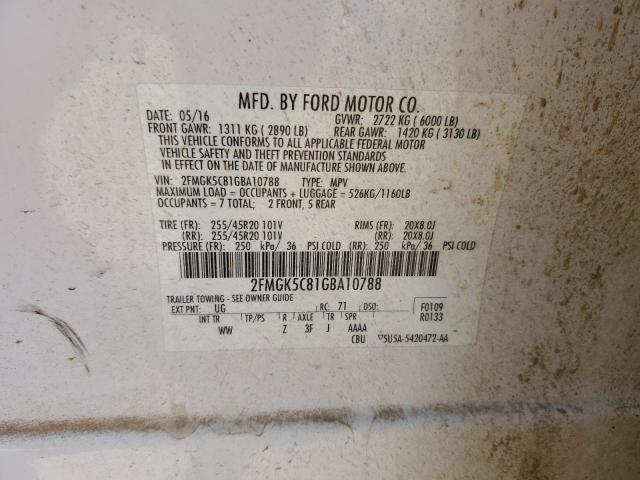 MFD. BY FORD MOTOR CO.
DATE: 05/16 GVWR: 2722 KG ( 6000 LB)
FRONT GAWR: 1311 KG ( 2890 LB) REAR GAWR: 1420 KG ( 3130 LB)
THIS VEHICLE CONFORMS TO ALL APPLICABLE FEDERAL MOTOR
VEHICLE SAFETY AND THEFT PREVENTION STANDARDS
IN EFFECT ON THE DATE OF MANUFACTURE SHOWN ABOVE.
VIN: 2FMGK5C81GBA10788 TYPE: MPV
MAXIMUM LOAD = OCCUPANTS + LUGGAGE = 526KG/1160LB
OCCUPANTS = 7 TOTAL; 2 FRONT, 5 REAR
TIRE (FR): 255/45R20 101V RIMS (FR): 20X8.0J
(RR): 255/45R20 101V (RR): 20X8.0J
PRESSURE (FR): 250 kPa/ 36 PSI COLD (RR): 250 kPa/ 36 PSI COLD
2FMGK5C81GBA10788
TRAILER TOWING - SEE OWNER GUIDE
EXT PNT: UG RC: 71 DSO: F0109
R0133
INT TR TP/PS R AXLE TR SPR
WW Z 3F J AAAA
CBU 5U5A-5420472-AA